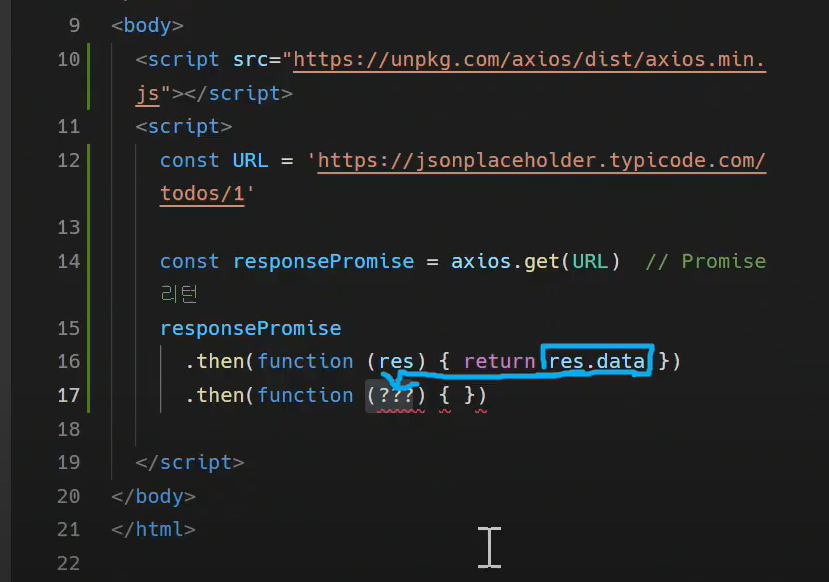 9 <body>
10 <script src="https://unpkg.com/axios/dist/axios.min.
js"></script>
11 <script>
12 const URL = 'https://jsonplaceholder.typicode.com/
todos/1'
13
14 const responsePromise = axios.get(URL)  // Promise
리턴
15 responsePromise
16 .then(function (res) { return res.data })
17 .then(function (???) { })
18
19 </script>
20 </body>
21 </html>
22